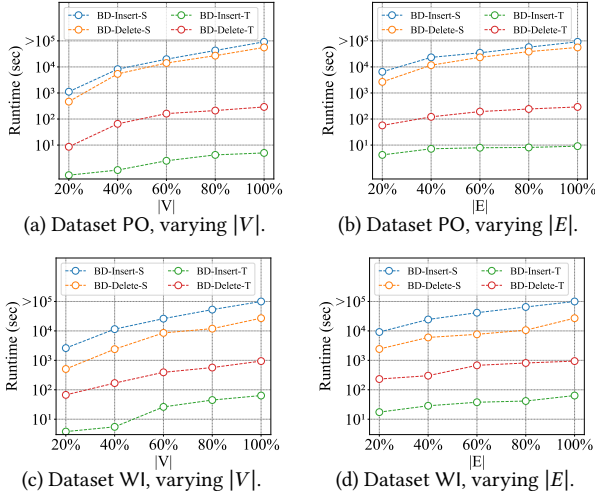 BD-Insert-S BD-Insert-T
BD-Delete-S BD-Delete-T
Runtime (sec)
>10⁵
10⁴
10³
10²
10¹
20% 40% 60% 80% 100%
|V|
(a) Dataset PO, varying |V|.
BD-Insert-S BD-Insert-T
BD-Delete-S BD-Delete-T
Runtime (sec)
>10⁵
10⁴
10³
10²
10¹
20% 40% 60% 80% 100%
|E|
(b) Dataset PO, varying |E|.
BD-Insert-S BD-Insert-T
BD-Delete-S BD-Delete-T
Runtime (sec)
>10⁵
10⁴
10³
10²
10¹
20% 40% 60% 80% 100%
|V|
(c) Dataset WI, varying |V|.
BD-Insert-S BD-Insert-T
BD-Delete-S BD-Delete-T
Runtime (sec)
>10⁵
10⁴
10³
10²
10¹
20% 40% 60% 80% 100%
|E|
(d) Dataset WI, varying |E|.